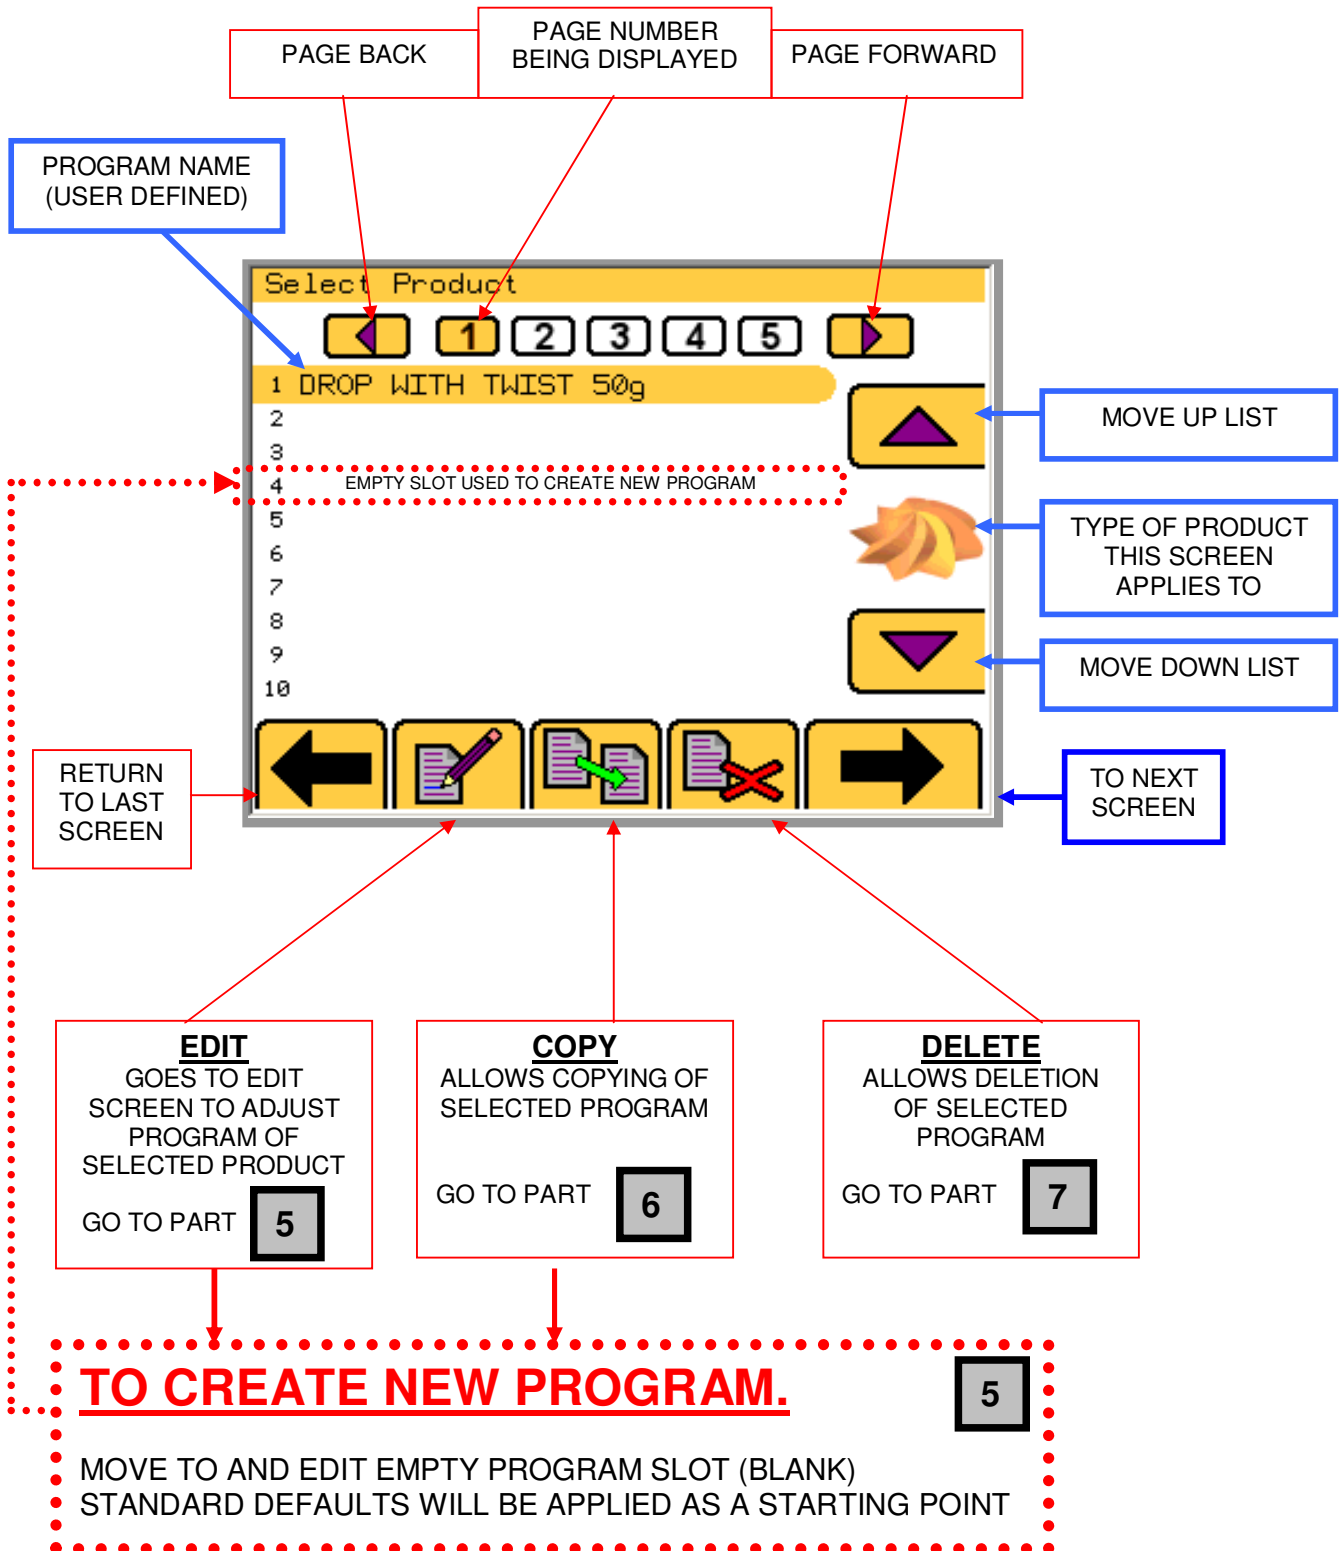 PAGE BACK
PAGE NUMBER
BEING DISPLAYED
PAGE FORWARD
PROGRAM NAME
(USER DEFINED)
Select Product
1 2 3 4 5
1 DROP WITH TWIST 50g
2
3
4 EMPTY SLOT USED TO CREATE NEW PROGRAM
5
6
7
8
9
10
MOVE UP LIST
TYPE OF PRODUCT
THIS SCREEN
APPLIES TO
MOVE DOWN LIST
RETURN
TO LAST
SCREEN
TO NEXT
SCREEN
EDIT
GOES TO EDIT
SCREEN TO ADJUST
PROGRAM OF
SELECTED PRODUCT
GO TO PART 5
COPY
ALLOWS COPYING OF
SELECTED PROGRAM
GO TO PART 6
DELETE
ALLOWS DELETION
OF SELECTED
PROGRAM
GO TO PART 7
TO CREATE NEW PROGRAM. 5
MOVE TO AND EDIT EMPTY PROGRAM SLOT (BLANK)
STANDARD DEFAULTS WILL BE APPLIED AS A STARTING POINT